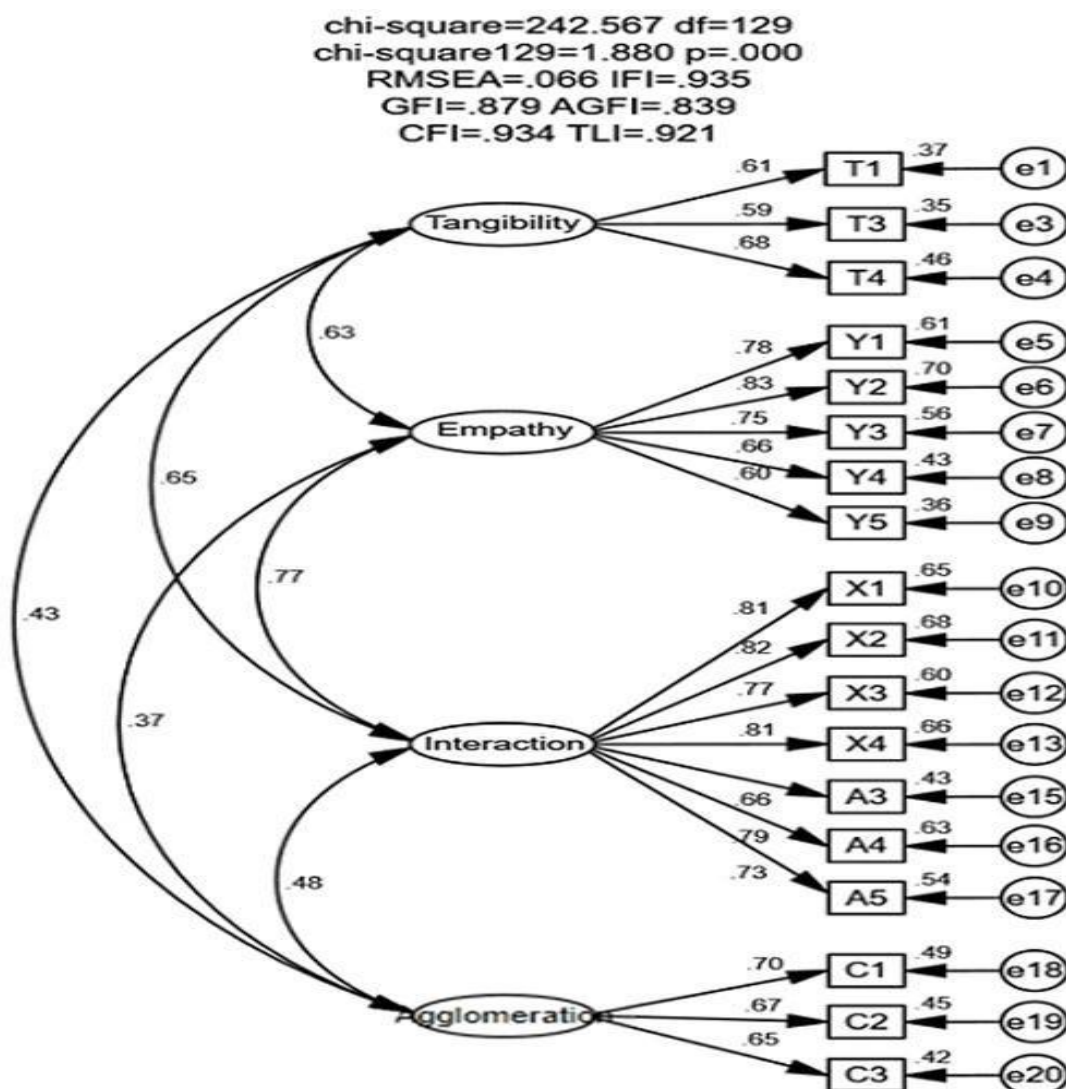 chi-square=242.567 df=129
chi-square129=1.880 p=.000
RMSEA=.066 IFI=.935
GFI=.879 AGFI=.839
CFI=.934 TLI=.921
.61 T1 .37 e1
Tangibility .59 T3 .35 e3
.68 T4 .46 e4
.63
.78 Y1 .61 e5
.83 Y2 .70 e6
Empathy .75 Y3 .56 e7
.66 Y4 .43 e8
.60 Y5 .36 e9
.65
.77
.43
.81 X1 .65 e10
.82 X2 .68 e11
.77 X3 .60 e12
.37
Interaction .81 X4 .66 e13
.66 A3 .43 e15
.79 A4 .63 e16
.73 A5 .54 e17
.48
.70 C1 .49 e18
Agglomeration .67 C2 .45 e19
.65 C3 .42 e20